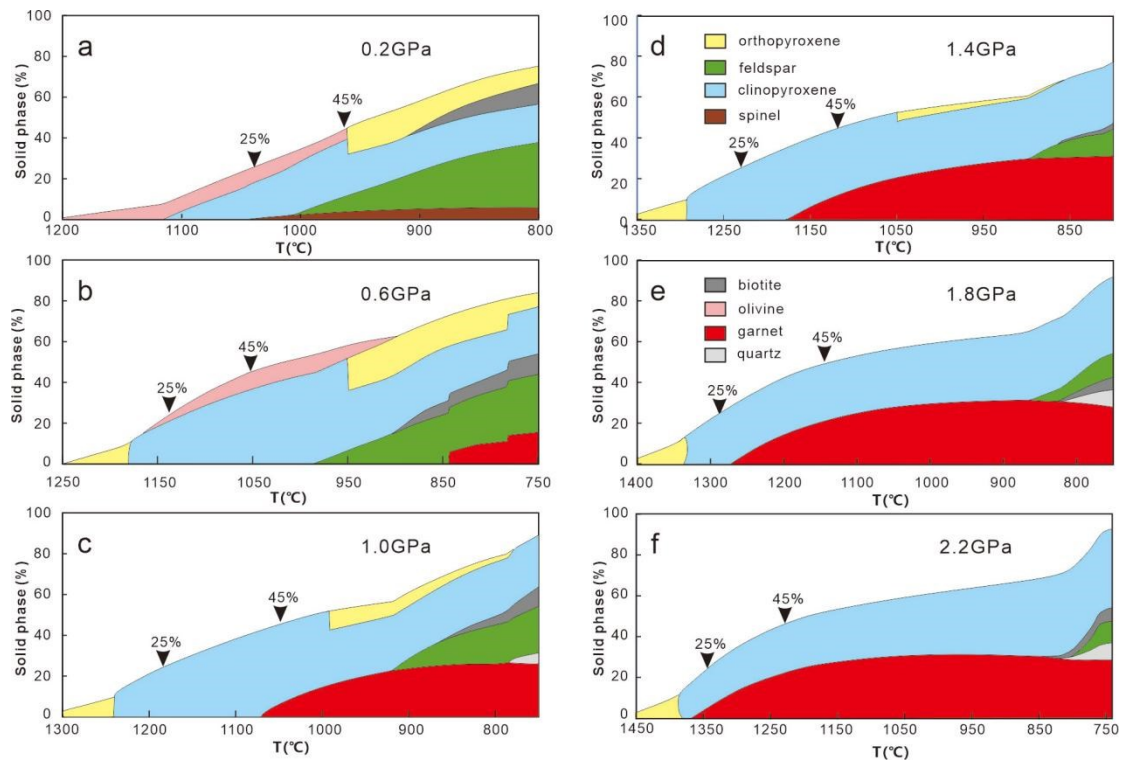 a
0.2GPa
100
80
60
40
20
0
Solid phase (%)
25%
45%
1200
1100
1000
900
800
T(℃)
b
0.6GPa
100
80
60
40
20
0
Solid phase (%)
25%
45%
1250
1150
1050
950
850
750
T(℃)
c
1.0GPa
100
80
60
40
20
0
Solid phase (%)
25%
45%
1300
1200
1100
1000
900
800
T(℃)
d
1.4GPa
orthopyroxene
feldspar
clinopyroxene
spinel
100
80
60
40
20
0
Solid phase (%)
25%
45%
1350
1250
1150
1050
950
850
T(℃)
e
1.8GPa
biotite
olivine
garnet
quartz
100
80
60
40
20
0
Solid phase (%)
25%
45%
1400
1300
1200
1100
1000
900
800
T(℃)
f
2.2GPa
100
80
60
40
20
0
Solid phase (%)
25%
45%
1450
1350
1250
1150
1050
950
850
750
T(℃)